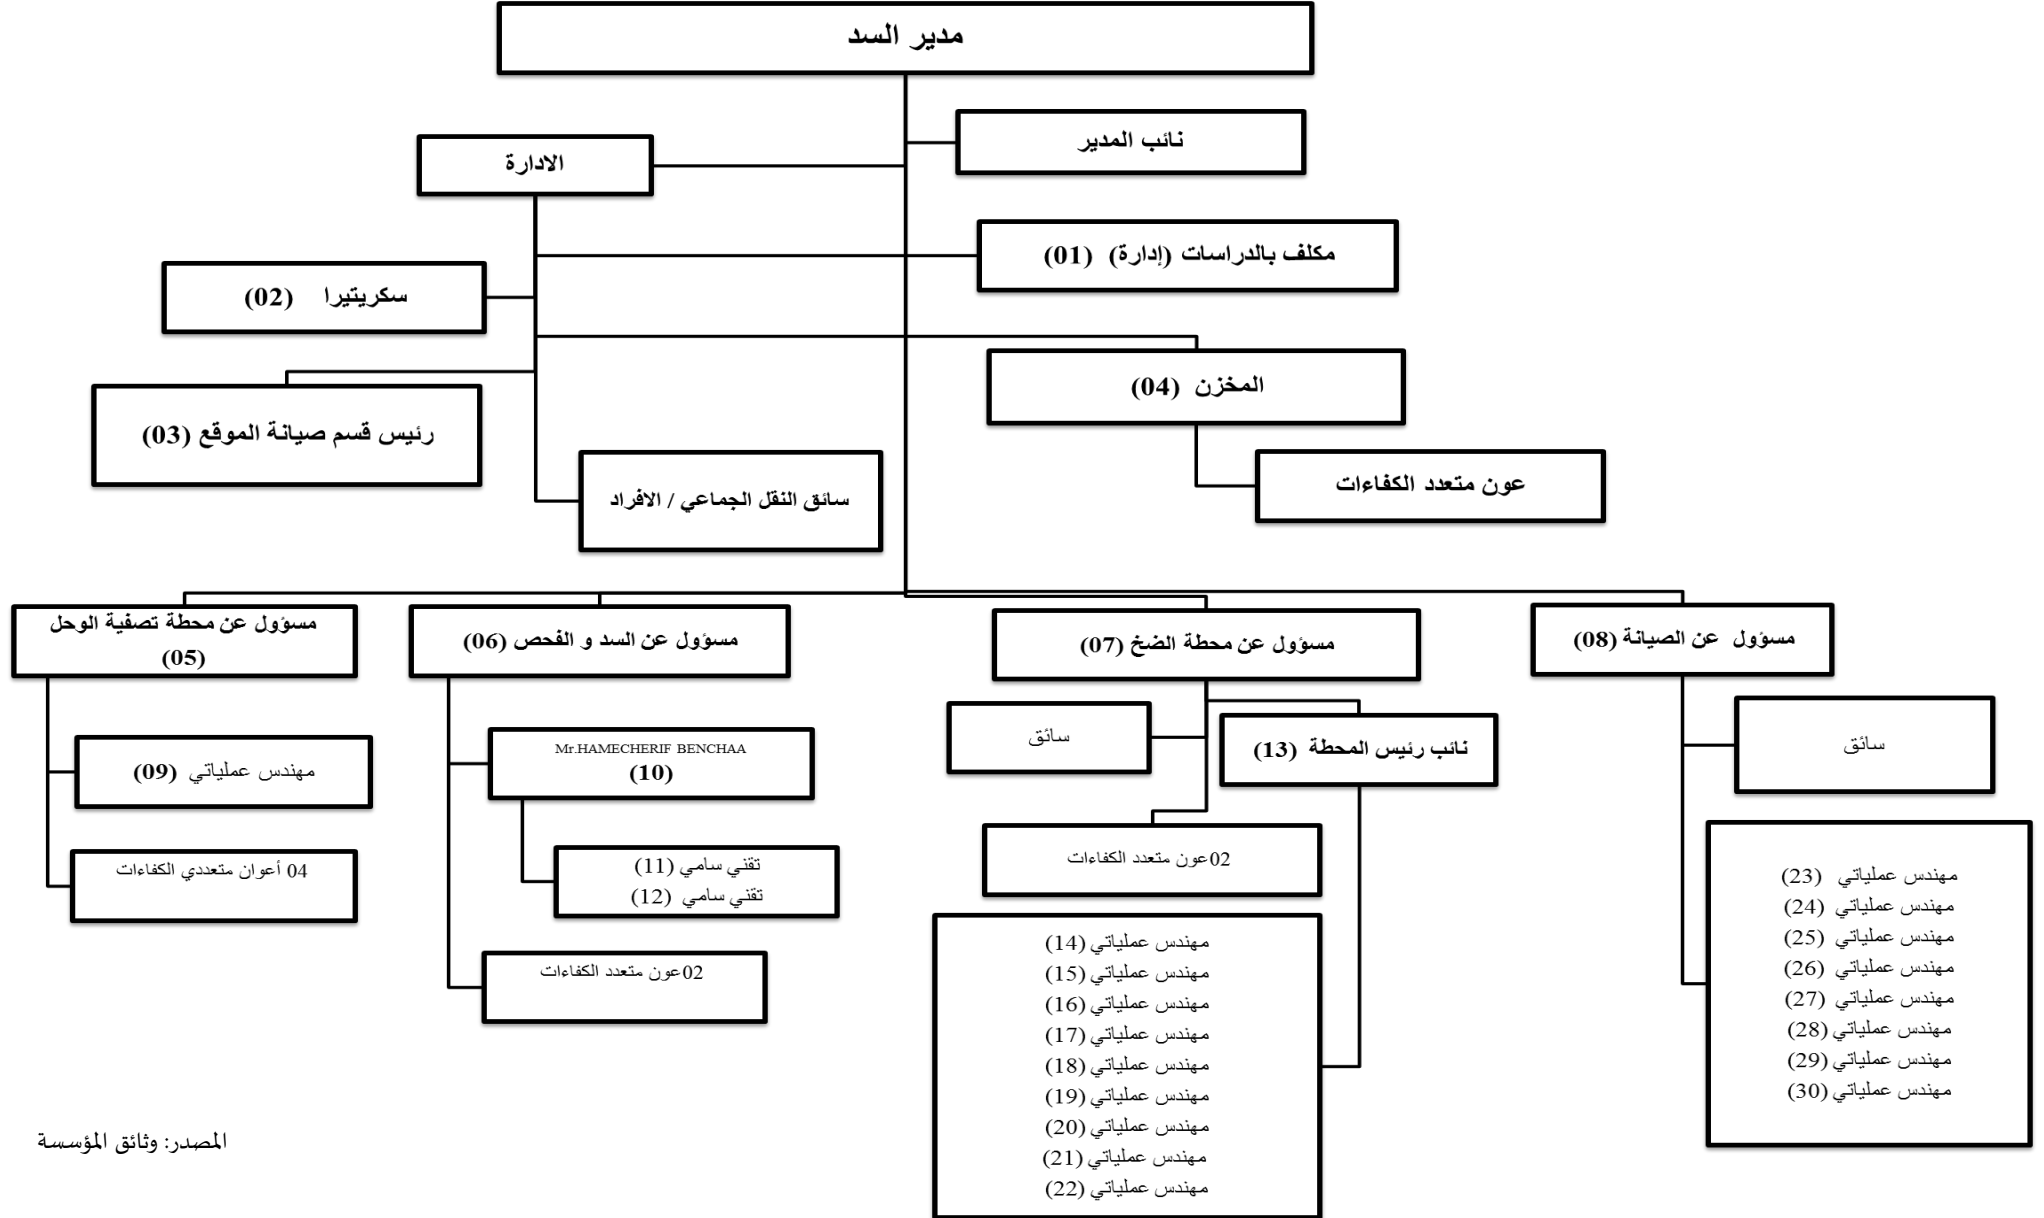 مدير السد
نائب المدير
الادارة
مكلف بالدراسات (إدارة) (01)
سكريتيرا (02)
المخزن (04)
رئيس قسم صيانة الموقع (03)
عون متعدد الكفاءات
سائق النقل الجماعي / الافراد
مسؤول عن الصيانة (08)
مسؤول عن محطة الضخ (07)
مسؤول عن السد و الفحص (06)
مسؤول عن محطة تصفية الوحل
(05)
سائق
سائق
نائب رئيس المحطة (13)
Mr.HAMECHERIF BENCHAA
(10)
مهندس عملياتي (09)
02عون متعدد الكفاءات
تقني سامي (11)
تقني سامي (12)
04 أعوان متعددي الكفاءات
02عون متعدد الكفاءات
مهندس عملياتي (23)
مهندس عملياتي (24)
مهندس عملياتي (25)
مهندس عملياتي (26)
مهندس عملياتي (27)
مهندس عملياتي (28)
مهندس عملياتي (29)
مهندس عملياتي (30)
مهندس عملياتي (14)
مهندس عملياتي (15)
مهندس عملياتي (16)
مهندس عملياتي (17)
مهندس عملياتي (18)
مهندس عملياتي (19)
مهندس عملياتي (20)
مهندس عملياتي (21)
مهندس عملياتي (22)
المصدر: وثائق المؤسسة